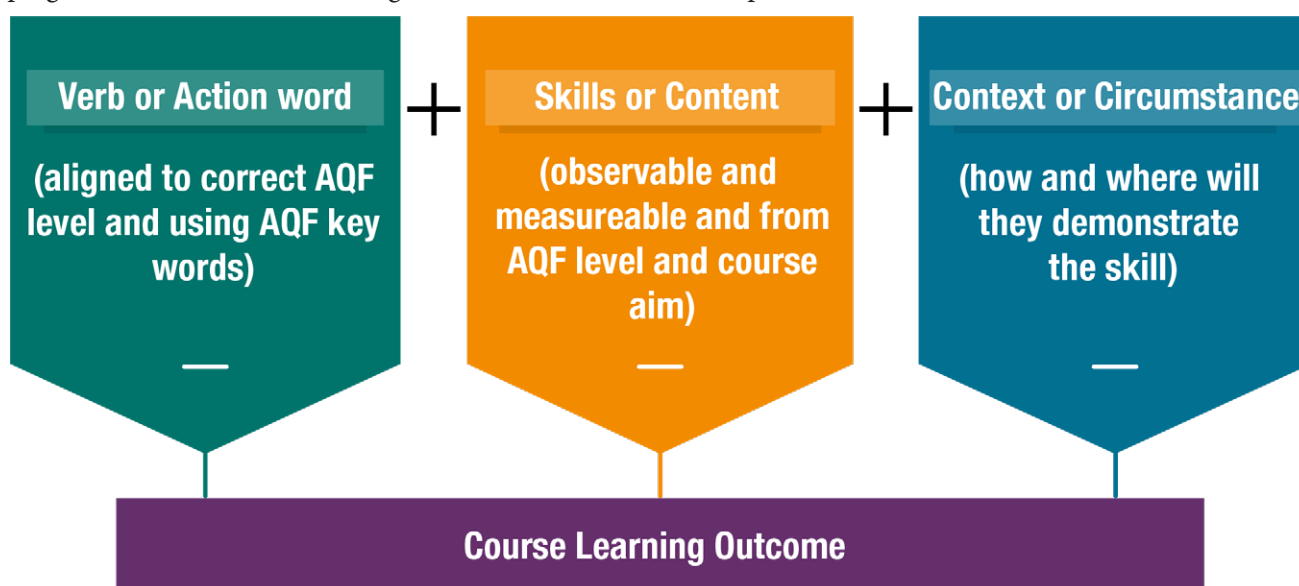 Verb or Action word
(aligned to correct AQF
level and using AQF key
words)
+
Skills or Content
(observable and
measureable and from
AQF level and course
aim)
+
Context or Circumstance
(how and where will
they demonstrate
the skill)
Course Learning Outcome